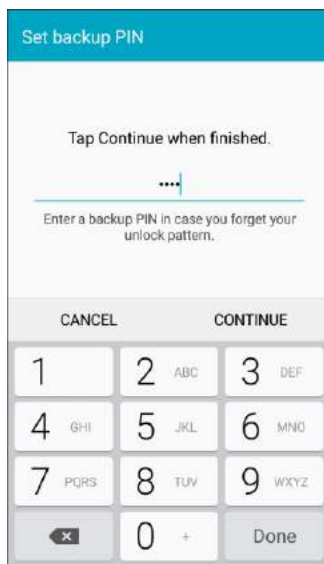 Set backup PIN
Tap Continue when finished.
••••
Enter a backup PIN in case you forget your
unlock pattern.
CANCEL CONTINUE
1 2 ABC 3 DEF
4 GHI 5 JKL 6 MNO
7 PQRS 8 TUV 9 WXYZ
0 + Done